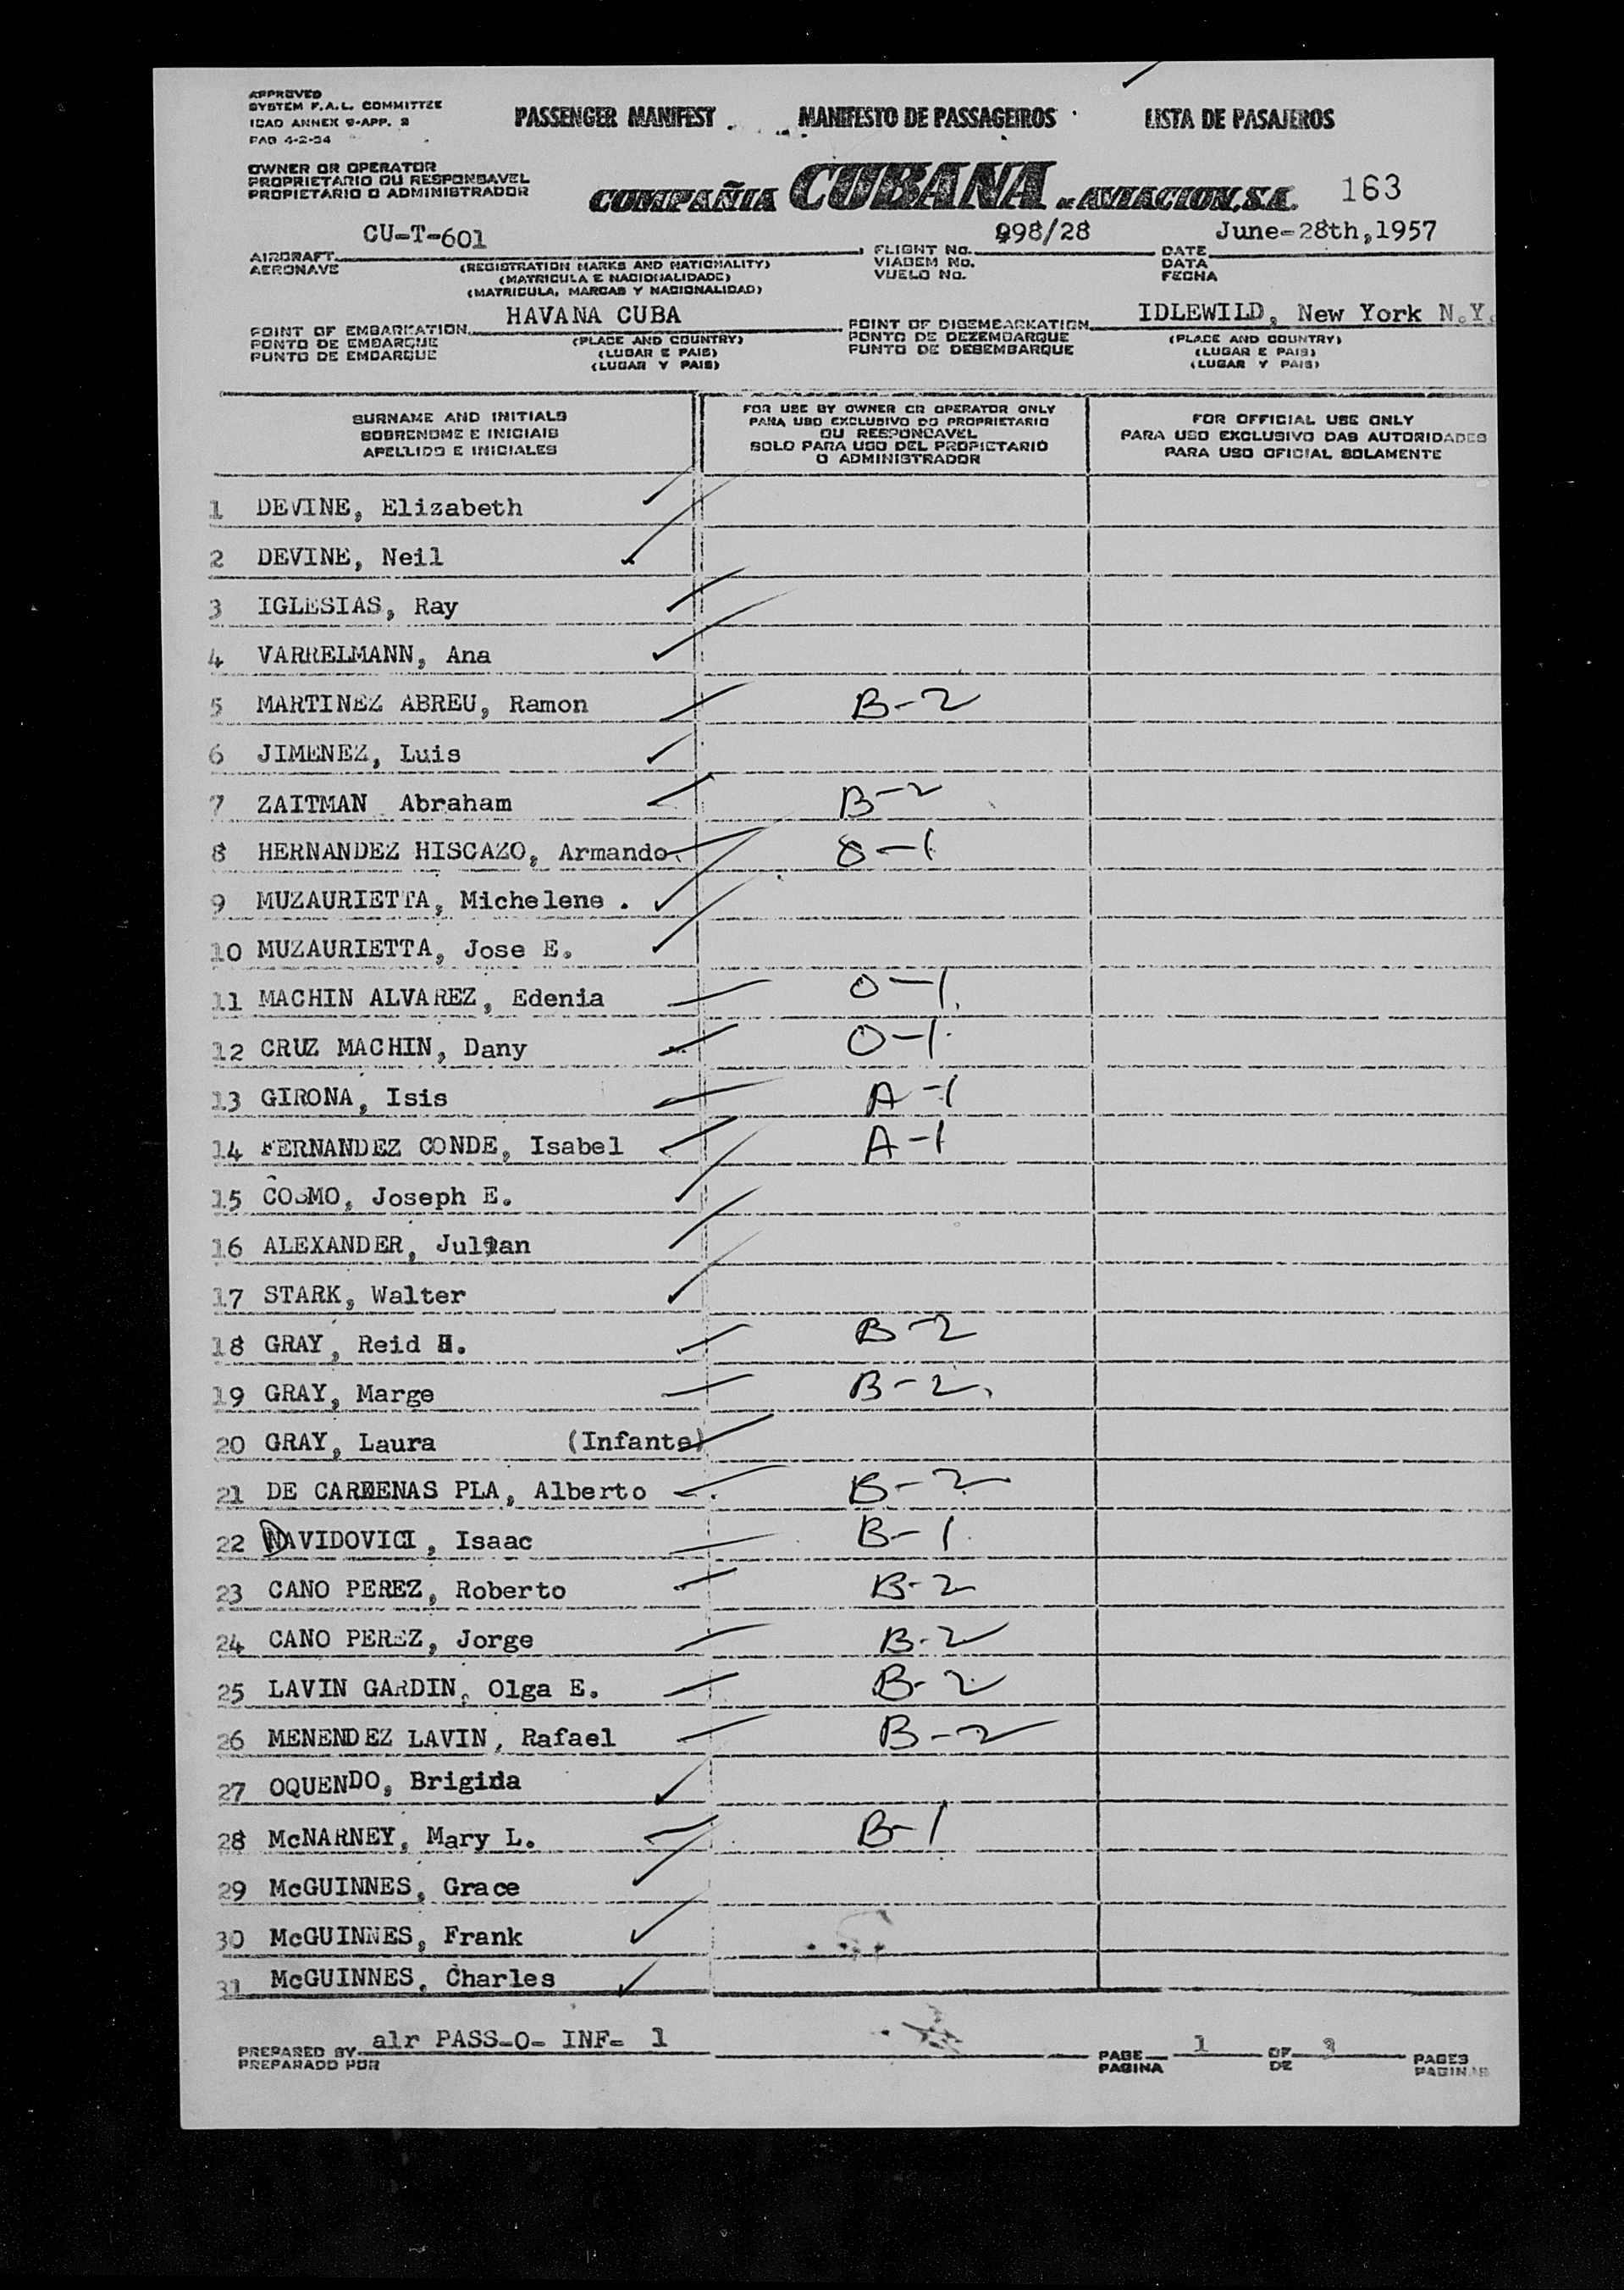 APPROVED
SYSTEM F.A.L. COMMITTEE
ICAO ANNEX 9-APP. 2
PAD 4-2-54
PASSENGER MANIFEST MANIFESTO DE PASSAGEIROS LISTA DE PASAJEROS
OWNER OR OPERATOR
PROPRIETARIO OU RESPONSAVEL
PROPIETARIO O ADMINISTRADOR
COMPAÑIA CUBANA DE AVIACION, S.A. 163
AIRCRAFT CU-T-601 FLIGHT No. 998/28 DATE June-28th,1957
AERONAVE (REGISTRATION MARKS AND NATIONALITY) VIAGEM No. DATA
(MATRICULA E NACIONALIDADE) VUELO No. FECHA
(MATRICULA, MARCAS Y NACIONALIDAD)
POINT OF EMBARKATION HAVANA CUBA POINT OF DISEMBARKATION IDLEWILD, New York N.Y.
PONTO DE EMBARQUE (PLACE AND COUNTRY) PONTO DE DEZEMBARQUE (PLACE AND COUNTRY)
PUNTO DE EMBARQUE (LUGAR E PAIS) PUNTO DE DESEMBARQUE (LUGAR E PAIS)
(LUGAR Y PAIS) (LUGAR Y PAIS)
SURNAME AND INITIALS
SOBRENOME E INICIAIS
APELLIDO E INICIALES
FOR USE BY OWNER OR OPERATOR ONLY
PARA USO EXCLUSIVO DO PROPRIETARIO
OU RESPONSAVEL
SOLO PARA USO DEL PROPIETARIO
O ADMINISTRADOR
FOR OFFICIAL USE ONLY
PARA USO EXCLUSIVO DAS AUTORIDADES
PARA USO OFICIAL SOLAMENTE
1 DEVINE, Elizabeth
2 DEVINE, Neil
3 IGLESIAS, Ray
4 VARRELMANN, Ana
5 MARTINEZ ABREU, Ramon B-2
6 JIMENEZ, Luis
7 ZAITMAN Abraham B-2
8 HERNANDEZ HISCAZO, Armando O-1
9 MUZAURIETTA, Michelene .
10 MUZAURIETTA, Jose E.
11 MACHIN ALVAREZ, Edenia O-1
12 CRUZ MACHIN, Dany O-1
13 GIRONA, Isis A-1
14 FERNANDEZ CONDE, Isabel A-1
15 COSMO, Joseph E.
16 ALEXANDER, Julian
17 STARK, Walter
18 GRAY, Reid H. B-2
19 GRAY, Marge B-2
20 GRAY, Laura (Infante)
21 DE CARDENAS PLA, Alberto B-2
22 DAVIDOVICI, Isaac B-1
23 CANO PEREZ, Roberto B-2
24 CANO PEREZ, Jorge B-2
25 LAVIN GARDIN, Olga E. B-2
26 MENENDEZ LAVIN, Rafael B-2
27 OQUENDO, Brigida
28 McNARNEY, Mary L. B-1
29 McGUINNES, Grace
30 McGUINNES, Frank
31 McGUINNES, Charles
PREPARED BY alr PASS-0- INF- 1 PAGE 1 OF PAGES
PREPARADO POR PAGINA DE PAGINAS